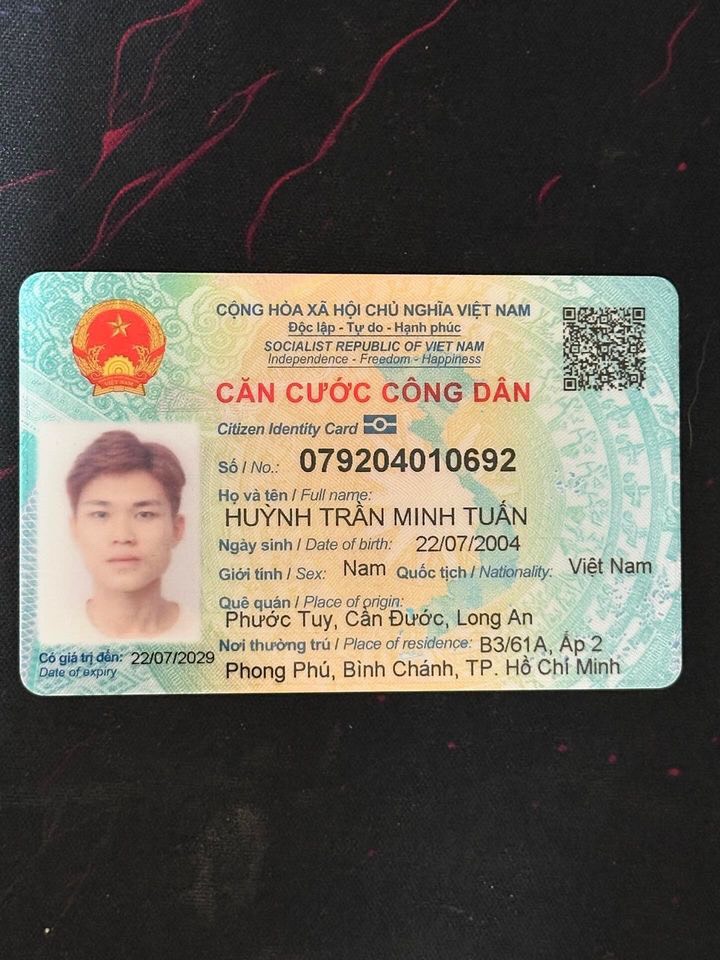 CỘNG HÒA XÃ HỘI CHỦ NGHĨA VIỆT NAM
Độc lập - Tự do - Hạnh phúc
SOCIALIST REPUBLIC OF VIET NAM
Independence - Freedom - Happiness
CĂN CƯỚC CÔNG DÂN
Citizen Identity Card
Số / No.: 079204010692
Họ và tên / Full name:
HUỲNH TRẦN MINH TUẤN
Ngày sinh / Date of birth: 22/07/2004
Giới tính / Sex: Nam Quốc tịch / Nationality: Việt Nam
Quê quán / Place of origin:
Phước Tuy, Cần Đước, Long An
Nơi thường trú / Place of residence: B3/61A, Ấp 2
Phong Phú, Bình Chánh, TP. Hồ Chí Minh
Có giá trị đến: 22/07/2029
Date of expiry
VIỆT NAM